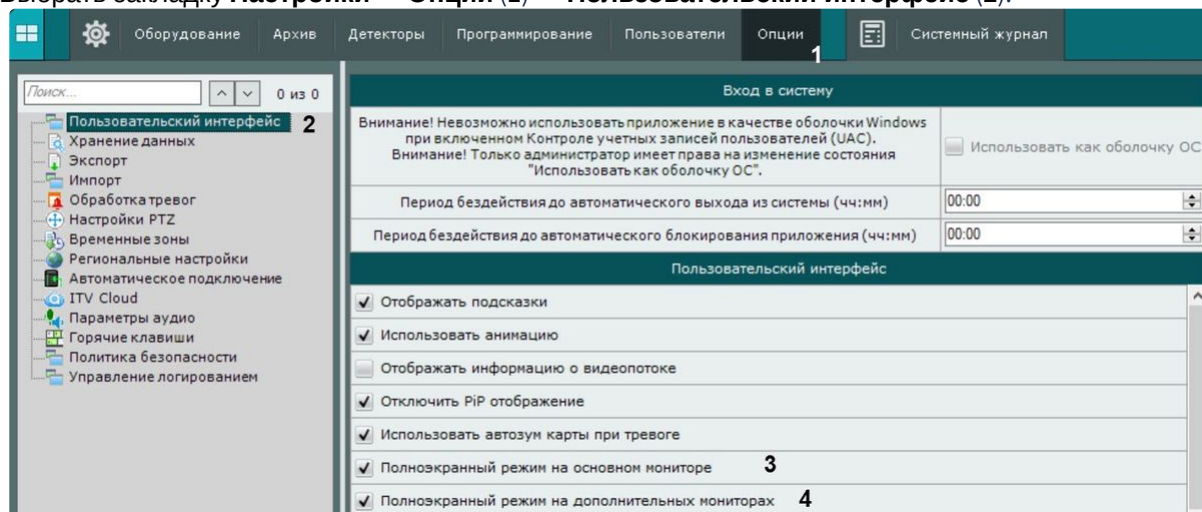 Выбрать закладку Настройки -> Опции (1) -> Пользовательский интерфейс (2).
Оборудование Архив Детекторы Программирование Пользователи Опции Системный журнал
1
Поиск... 0 из 0
Пользовательский интерфейс 2
Хранение данных
Экспорт
Импорт
Обработка тревог
Настройки PTZ
Временные зоны
Региональные настройки
Автоматическое подключение
ITV Cloud
Параметры аудио
Горячие клавиши
Политика безопасности
Управление логированием
Вход в систему
Внимание! Невозможно использовать приложение в качестве оболочки Windows
при включенном Контроле учетных записей пользователей (UAC).
Внимание! Только администратор имеет права на изменение состояния
"Использовать как оболочку ОС".
Использовать как оболочку ОС
Период бездействия до автоматического выхода из системы (чч:мм) 00:00
Период бездействия до автоматического блокирования приложения (чч:мм) 00:00
Пользовательский интерфейс
Отображать подсказки
Использовать анимацию
Отображать информацию о видеопотоке
Отключить PiP отображение
Использовать автозум карты при тревоге
Полноэкранный режим на основном мониторе 3
Полноэкранный режим на дополнительных мониторах 4